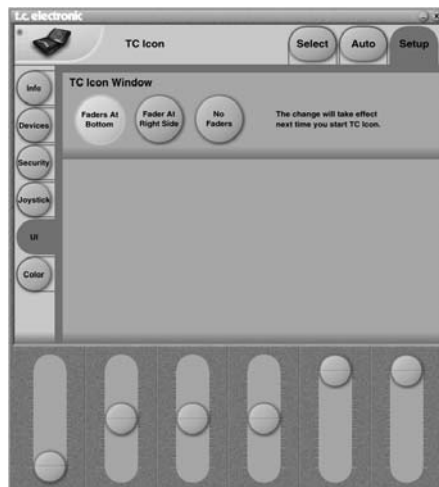 t.c. electronic
TC Icon
Select
Auto
Setup
Info
Devices
Security
Joystick
UI
Color
TC Icon Window
Faders At
Bottom
Fader At
Right Side
No
Faders
The change will take effect
next time you start TC Icon.